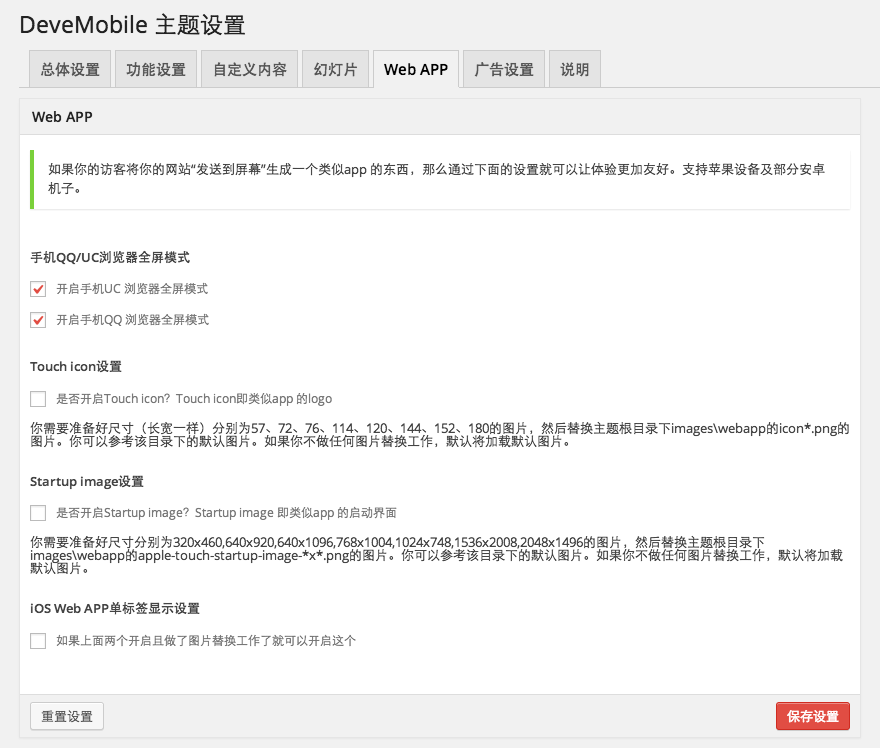 DeveMobile 主题设置
总体设置 功能设置 自定义内容 幻灯片 Web APP 广告设置 说明
Web APP
如果你的访客将你的网站“发送到屏幕”生成一个类似app 的东西，那么通过下面的设置就可以让体验更加友好。支持苹果设备及部分安卓
机子。
手机QQ/UC浏览器全屏模式
开启手机UC 浏览器全屏模式
开启手机QQ 浏览器全屏模式
Touch icon设置
是否开启Touch icon？Touch icon即类似app 的logo
你需要准备好尺寸（长宽一样）分别为57、72、76、114、120、144、152、180的图片，然后替换主题根目录下images\webapp的icon*.png的
图片。你可以参考该目录下的默认图片。如果你不做任何图片替换工作，默认将加载默认图片。
Startup image设置
是否开启Startup image？Startup image 即类似app 的启动界面
你需要准备好尺寸分别为320x460,640x920,640x1096,768x1004,1024x748,1536x2008,2048x1496的图片，然后替换主题根目录下
images\webapp的apple-touch-startup-image-*x*.png的图片。你可以参考该目录下的默认图片。如果你不做任何图片替换工作，默认将加载
默认图片。
iOS Web APP单标签显示设置
如果上面两个开启且做了图片替换工作了就可以开启这个
重置设置 保存设置